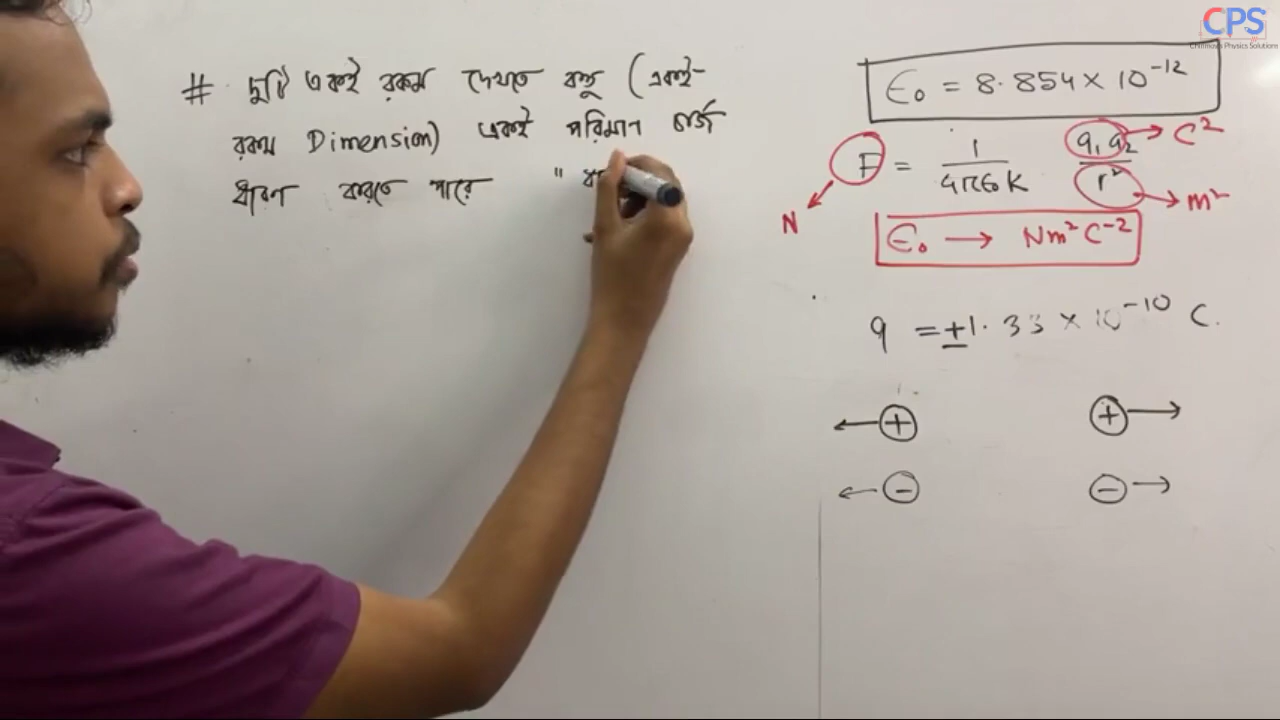 # দুটি একই রকম দেখতে বস্তু (একই-
রকম Dimension) একই পরিমান চার্জ
ধারণ করতে পারে "
CPS
Chinmoy's Physics Solutions
ϵ₀ = 8.854 × 10⁻¹²
F = 1/4πϵ₀K q₁q₂/r² → C²
→ m²
N
ϵ₀ → Nm²C⁻²
q = ±1.33 × 10⁻¹⁰ C.
← + + →
← − − →